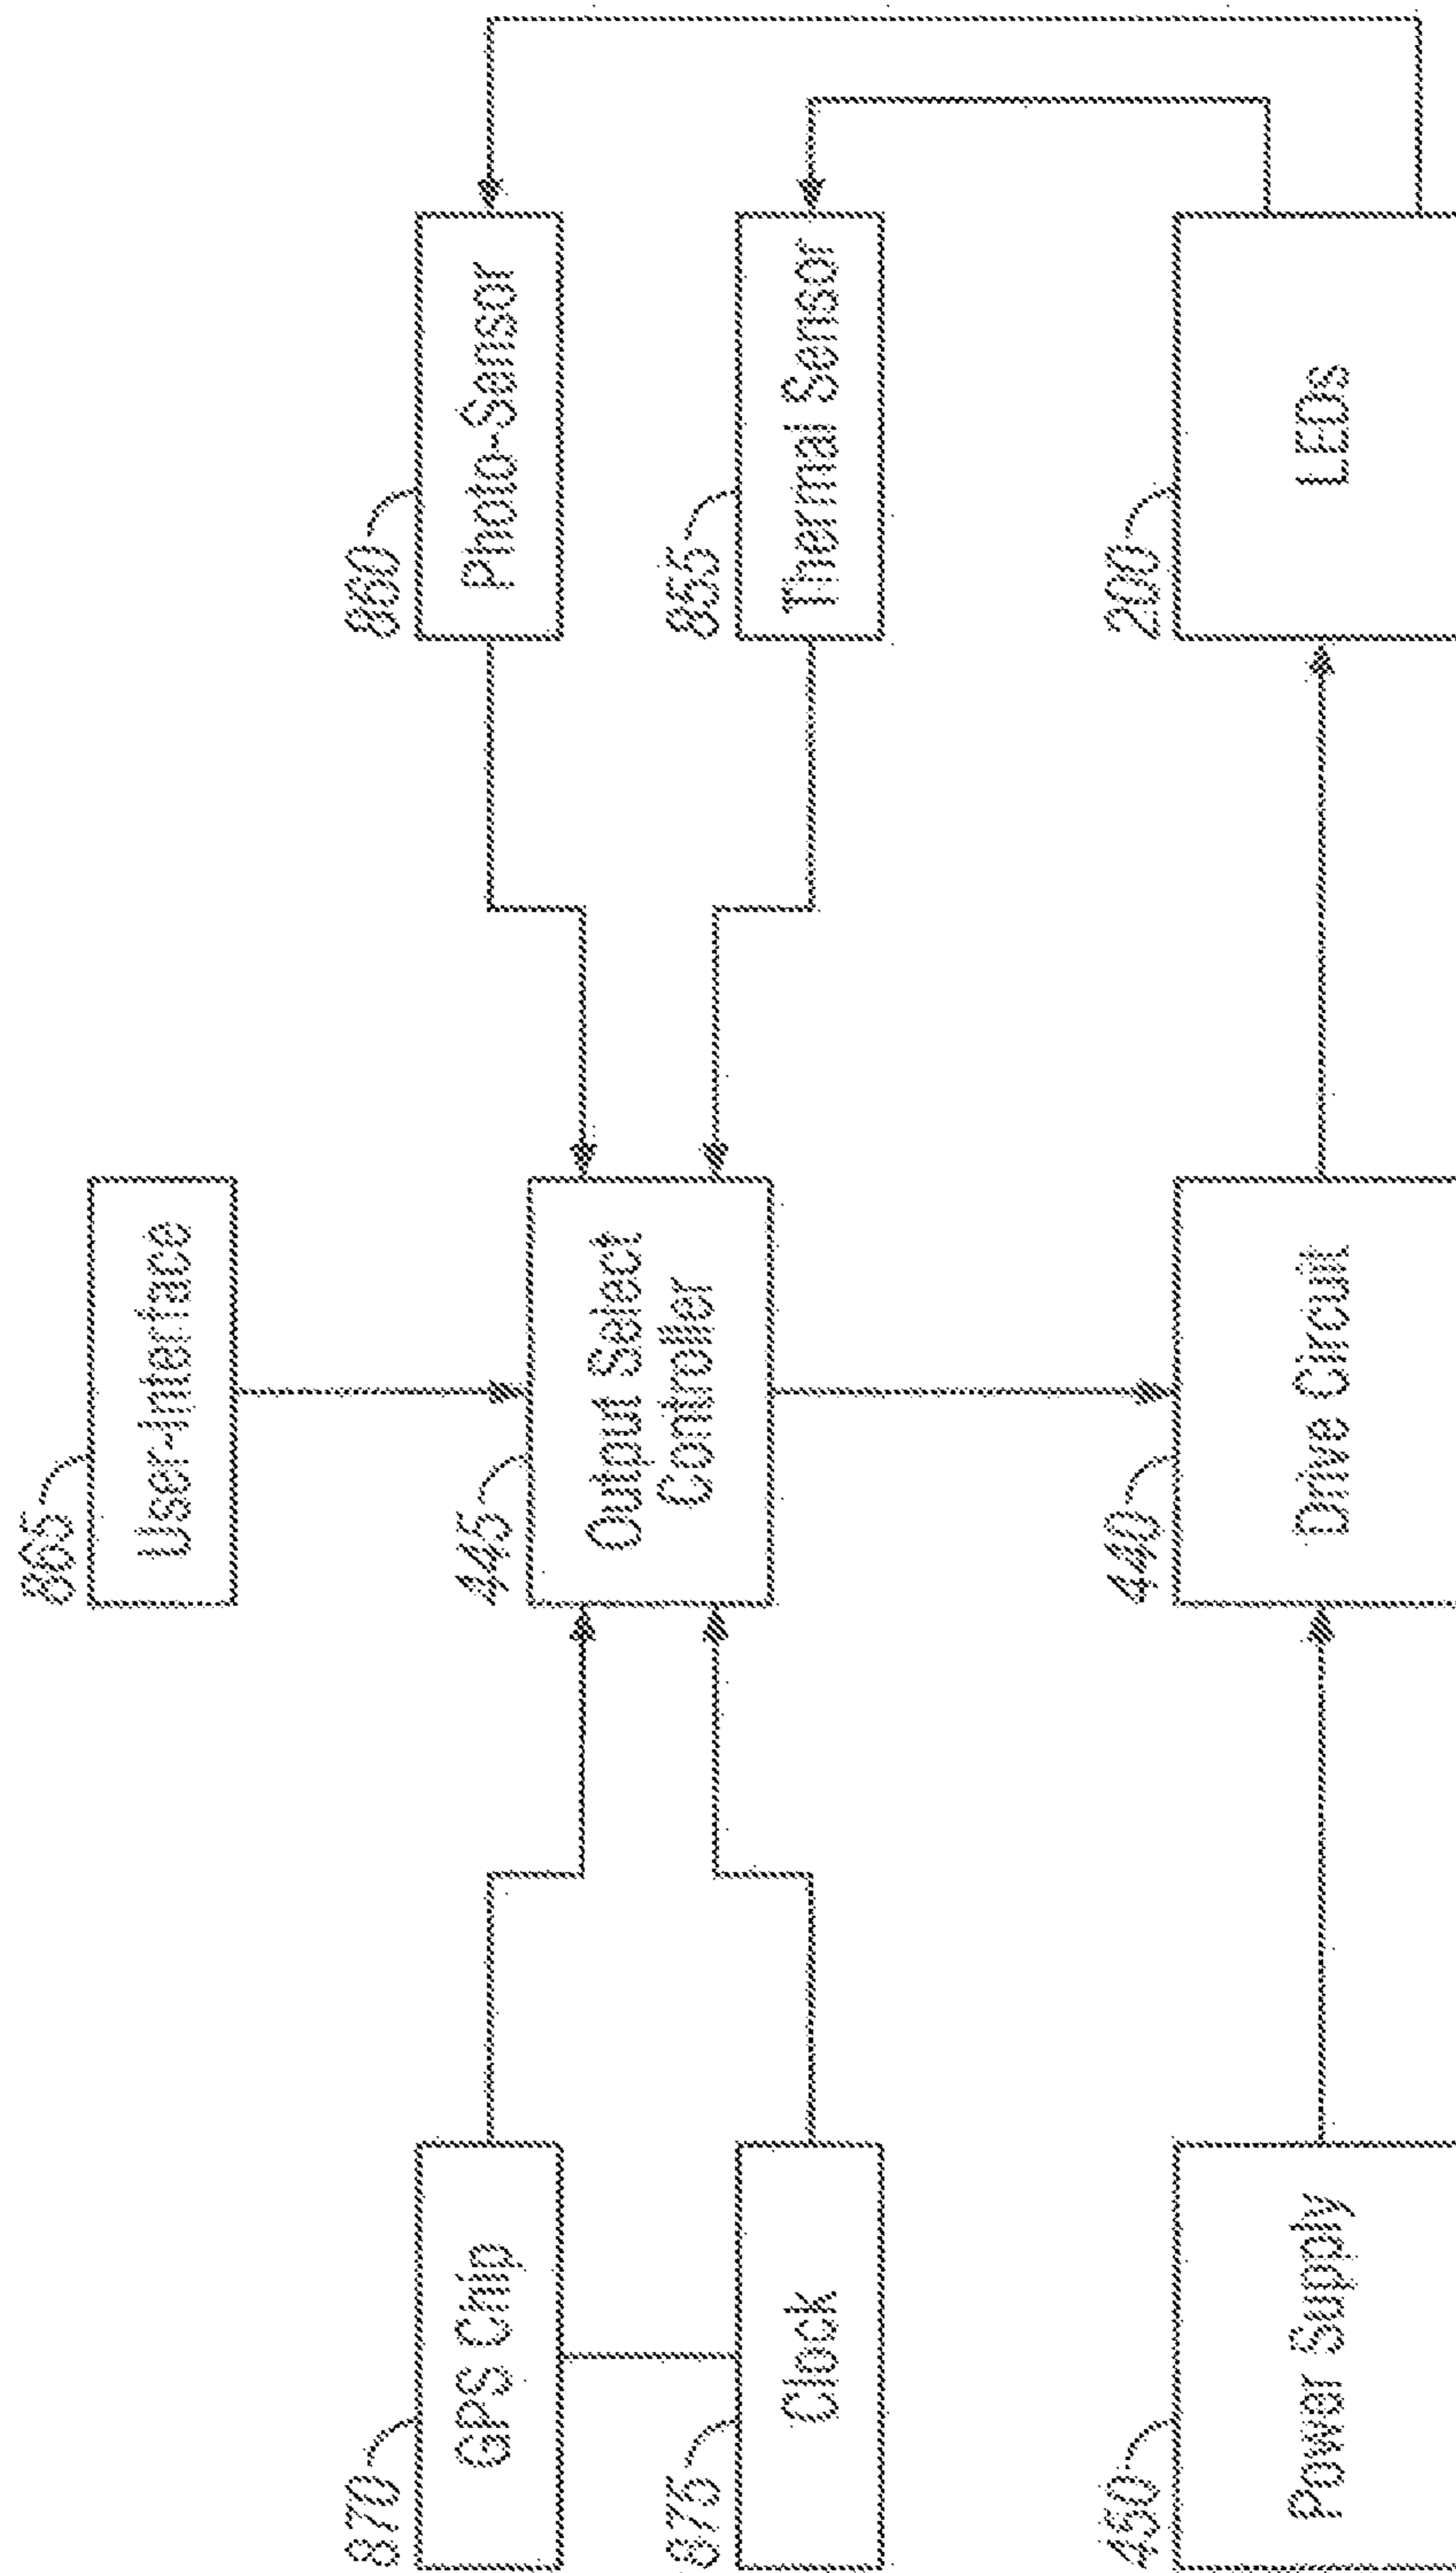 865
User-Interface
870
GPS Chip
445
Output Select
Controller
860
Photo-Sensor
875
Clock
855
Thermal Sensor
450
Power Supply
440
Drive Circuit
200
LEDs